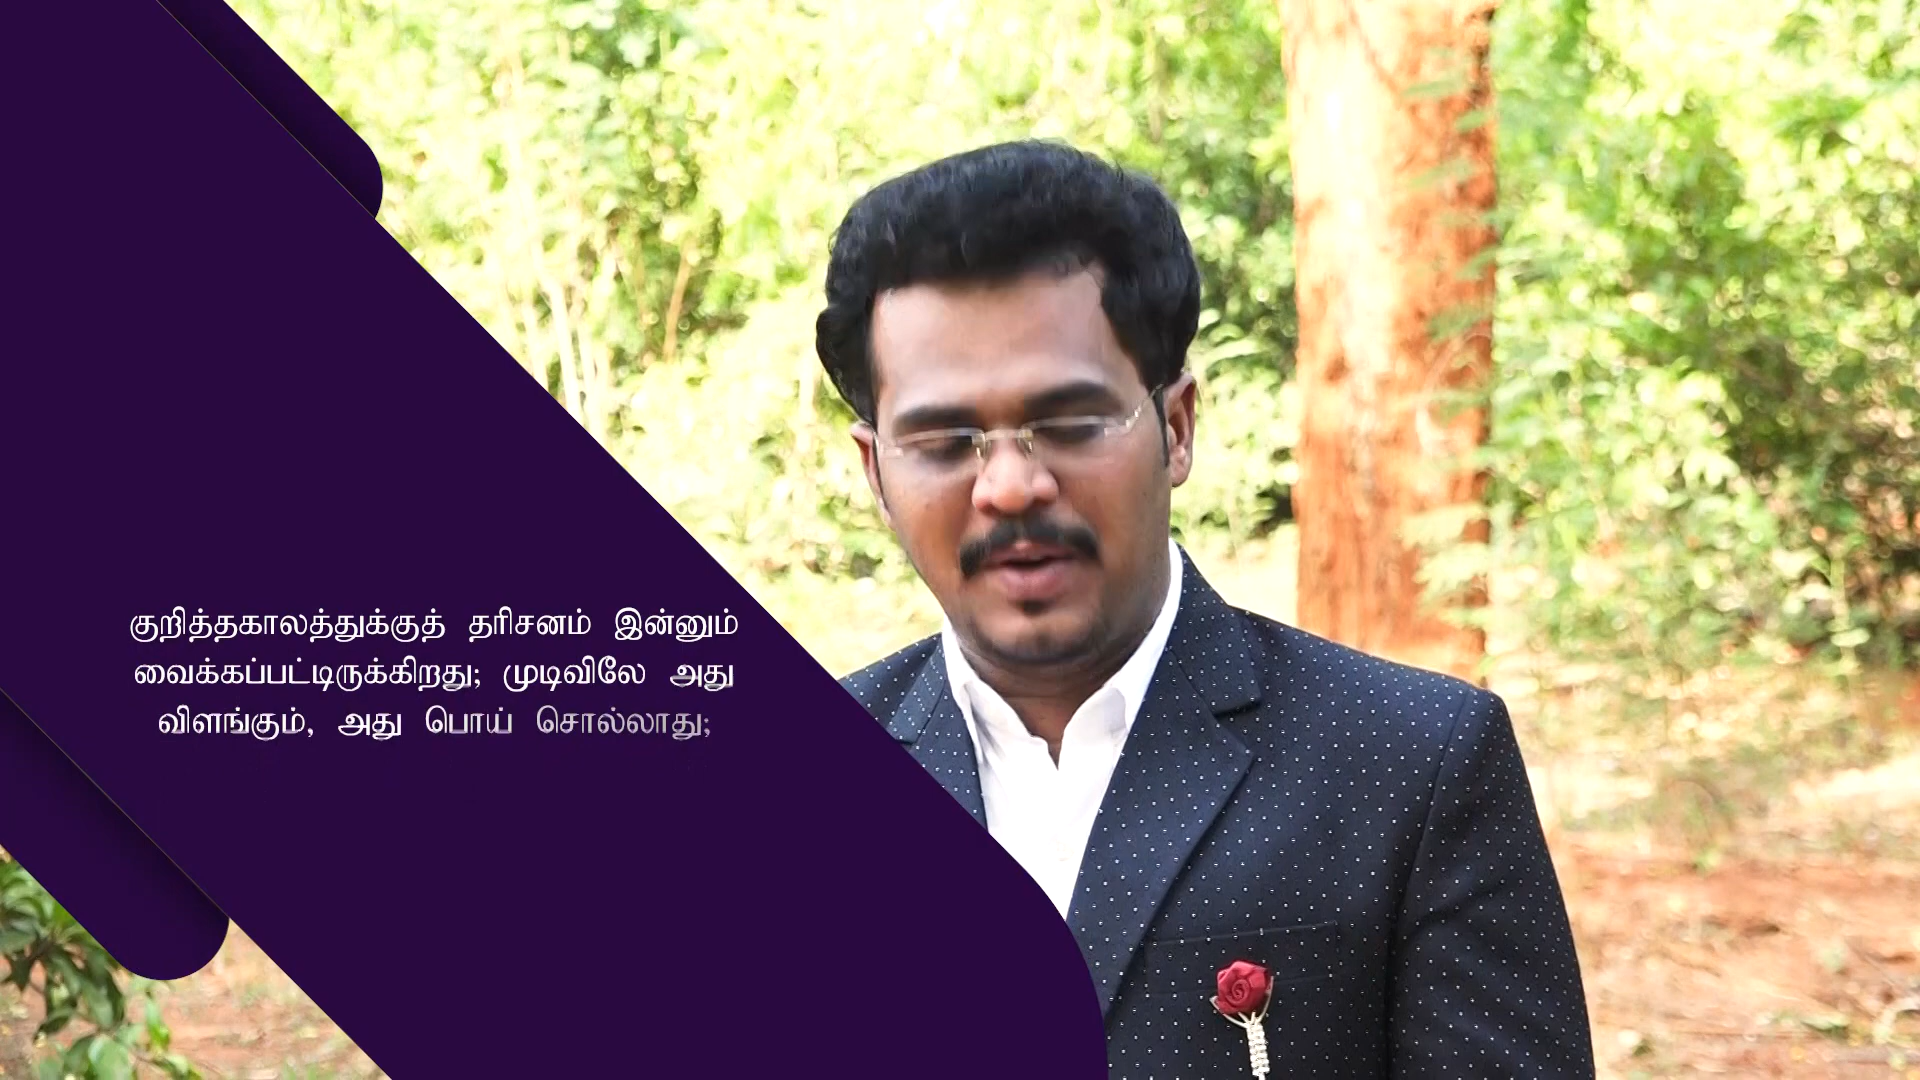 குறித்தகாலத்துக்குத் தரிசனம் இன்னும்
வைக்கப்பட்டிருக்கிறது; முடிவிலே அது
விளங்கும், அது பொய் சொல்லாது;